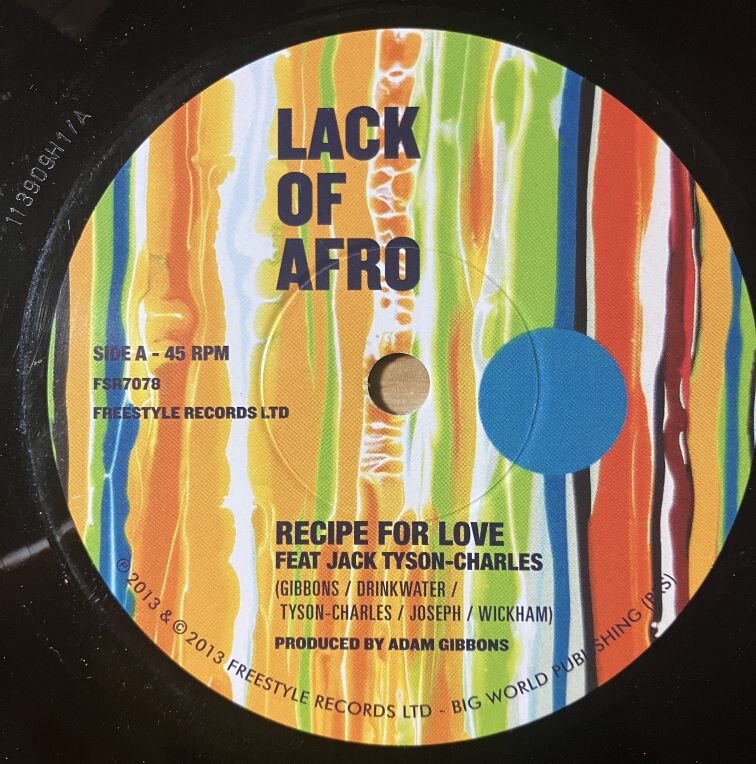 LACK
OF
AFRO
113909H1/A
SIDE A - 45 RPM
FSR7078
FREESTYLE RECORDS LTD
RECIPE FOR LOVE
FEAT JACK TYSON-CHARLES
(GIBBONS / DRINKWATER /
TYSON-CHARLES / JOSEPH / WICKHAM)
PRODUCED BY ADAM GIBBONS
℗ 2013 & © 2013 FREESTYLE RECORDS LTD - BIG WORLD PUBLISHING (PRS)